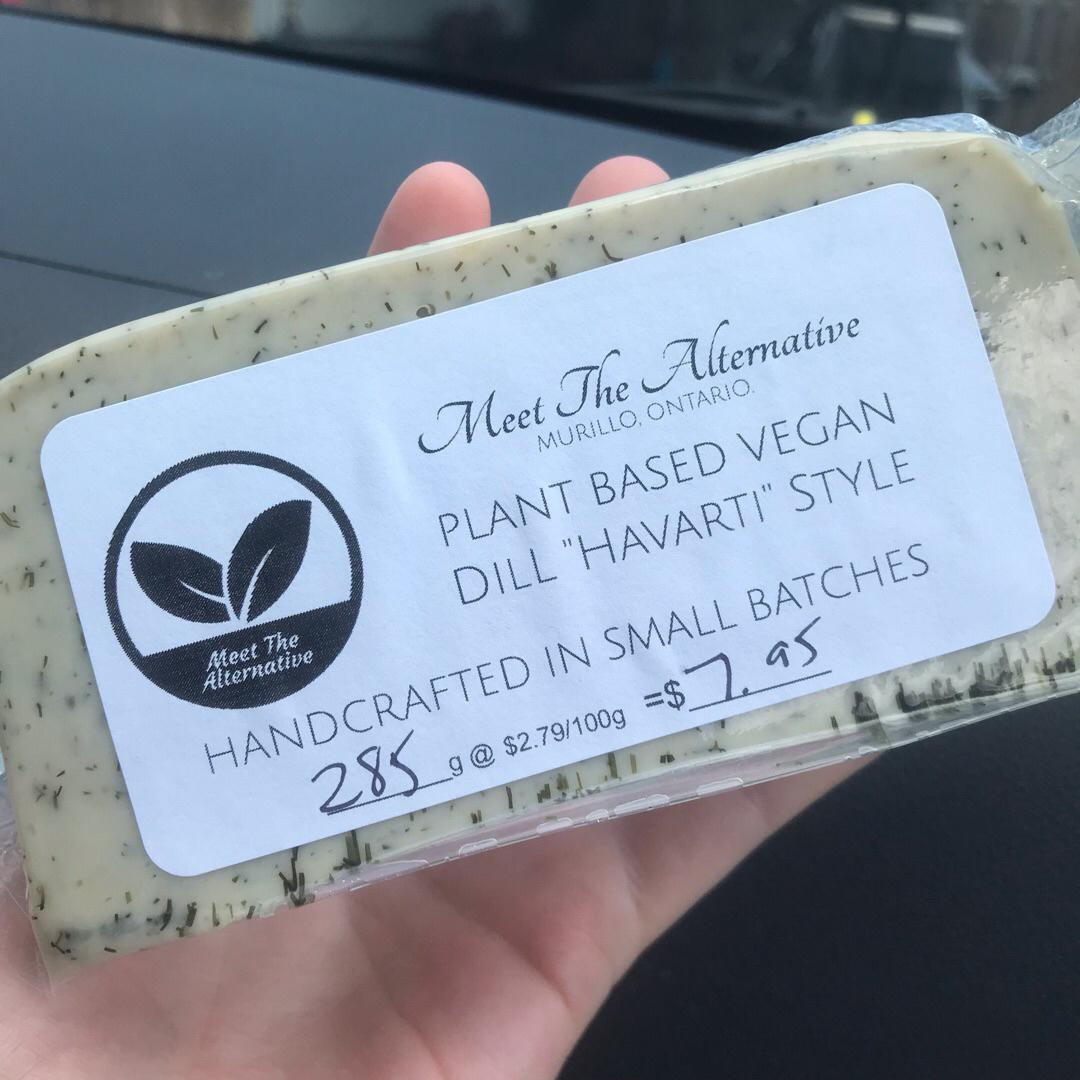 Meet The Alternative
MURILLO, ONTARIO.
PLANT BASED VEGAN
DILL "HAVARTI" STYLE
HANDCRAFTED IN SMALL BATCHES
285 g @ $2.79/100g =$ 7.95
Meet The
Alternative